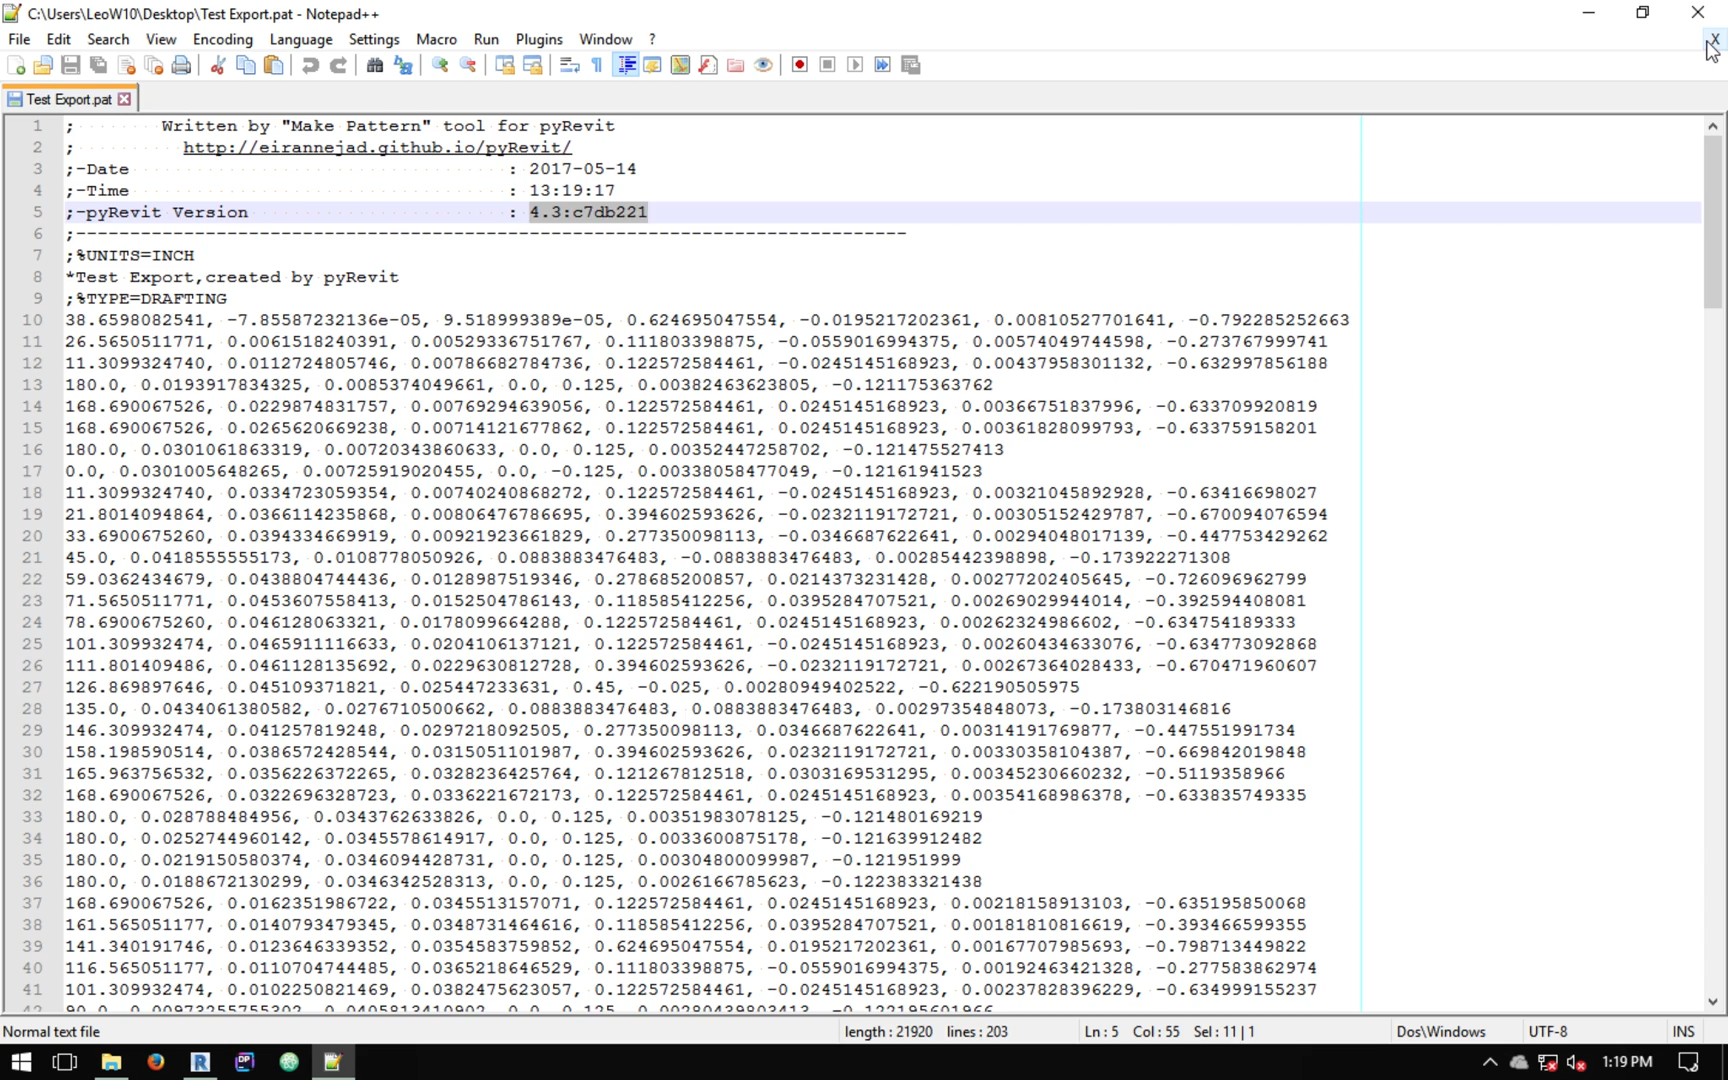 C:\Users\LeoW10\Desktop\Test Export.pat - Notepad++
File Edit Search View Encoding Language Settings Macro Run Plugins Window ? X
Test Export.pat
1 ; Written by "Make Pattern" tool for pyRevit
2 ; http://eirannejad.github.io/pyRevit/
3 ;-Date : 2017-05-14
4 ;-Time : 13:19:17
5 ;-pyRevit Version : 4.3:c7db221
6 ;------------------------------------------------------------------------------
7 ;%UNITS=INCH
8 *Test Export,created by pyRevit
9 ;%TYPE=DRAFTING
10 38.6598082541, -7.85587232136e-05, 9.518999389e-05, 0.624695047554, -0.0195217202361, 0.00810527701641, -0.792285252663
11 26.5650511771, 0.0061518240391, 0.00529336751767, 0.111803398875, -0.0559016994375, 0.00574049744598, -0.273767999741
12 11.3099324740, 0.0112724805746, 0.00786682784736, 0.122572584461, -0.0245145168923, 0.00437958301132, -0.632997856188
13 180.0, 0.0193917834325, 0.0085374049661, 0.0, 0.125, 0.00382463623805, -0.121175363762
14 168.690067526, 0.0229874831757, 0.00769294639056, 0.122572584461, 0.0245145168923, 0.00366751837996, -0.633709920819
15 168.690067526, 0.0265620669238, 0.00714121677862, 0.122572584461, 0.0245145168923, 0.00361828099793, -0.633759158201
16 180.0, 0.0301061863319, 0.00720343860633, 0.0, 0.125, 0.00352447258702, -0.121475527413
17 0.0, 0.0301005648265, 0.00725919020455, 0.0, -0.125, 0.00338058477049, -0.12161941523
18 11.3099324740, 0.0334723059354, 0.00740240868272, 0.122572584461, -0.0245145168923, 0.00321045892928, -0.63416698027
19 21.8014094864, 0.0366114235868, 0.00806476786695, 0.394602593626, -0.0232119172721, 0.00305152429787, -0.670094076594
20 33.6900675260, 0.0394334669919, 0.00921923661829, 0.277350098113, -0.0346687622641, 0.00294048017139, -0.447753429262
21 45.0, 0.0418555555173, 0.0108778050926, 0.0883883476483, -0.0883883476483, 0.00285442398898, -0.173922271308
22 59.0362434679, 0.0438804744436, 0.0128987519346, 0.278685200857, 0.0214373231428, 0.00277202405645, -0.726096962799
23 71.5650511771, 0.0453607558413, 0.0152504786143, 0.118585412256, 0.0395284707521, 0.00269029944014, -0.392594408081
24 78.6900675260, 0.046128063321, 0.0178099664288, 0.122572584461, 0.0245145168923, 0.00262324986602, -0.634754189333
25 101.309932474, 0.0465911116633, 0.0204106137121, 0.122572584461, -0.0245145168923, 0.00260434633076, -0.634773092868
26 111.801409486, 0.0461128135692, 0.0229630812728, 0.394602593626, -0.0232119172721, 0.00267364028433, -0.670471960607
27 126.869897646, 0.045109371821, 0.025447233631, 0.45, -0.025, 0.00280949402522, -0.622190505975
28 135.0, 0.0434061380582, 0.0276710500662, 0.0883883476483, 0.0883883476483, 0.00297354848073, -0.173803146816
29 146.309932474, 0.041257819248, 0.0297218092505, 0.277350098113, 0.0346687622641, 0.00314191769877, -0.447551991734
30 158.198590514, 0.0386572428544, 0.0315051101987, 0.394602593626, 0.0232119172721, 0.00330358104387, -0.669842019848
31 165.963756532, 0.0356226372265, 0.0328236425764, 0.121267812518, 0.0303169531295, 0.00345230660232, -0.5119358966
32 168.690067526, 0.0322696328723, 0.0336221672173, 0.122572584461, 0.0245145168923, 0.00354168986378, -0.633835749335
33 180.0, 0.028788484956, 0.0343762633826, 0.0, 0.125, 0.00351983078125, -0.121480169219
34 180.0, 0.0252744960142, 0.0345578614917, 0.0, 0.125, 0.0033600875178, -0.121639912482
35 180.0, 0.0219150580374, 0.0346094428731, 0.0, 0.125, 0.00304800099987, -0.121951999
36 180.0, 0.0188672130299, 0.0346342528313, 0.0, 0.125, 0.0026166785623, -0.122383321438
37 168.690067526, 0.0162351986722, 0.0345513157071, 0.122572584461, 0.0245145168923, 0.00218158913103, -0.635195850068
38 161.565051177, 0.0140793479345, 0.0348731464616, 0.118585412256, 0.0395284707521, 0.00181810816619, -0.393466599355
39 141.340191746, 0.0123646339352, 0.0354583759852, 0.624695047554, 0.0195217202361, 0.00167707985693, -0.798713449822
40 116.565051177, 0.0110704744485, 0.0365218646529, 0.111803398875, -0.0559016994375, 0.00192463421328, -0.277583862974
41 101.309932474, 0.0102250821469, 0.0382475623057, 0.122572584461, -0.0245145168923, 0.00237828396229, -0.634999155237
Normal text file length : 21920 lines : 203 Ln : 5 Col : 55 Sel : 11 | 1 Dos\Windows UTF-8 INS
1:19 PM